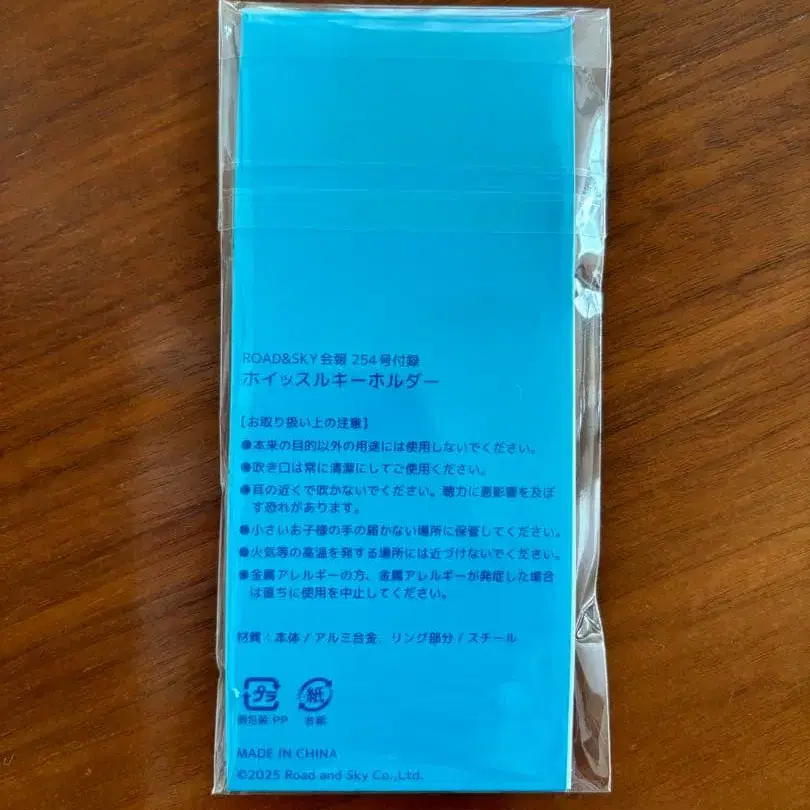 ROAD&SKY会報 254号付録
ホイッスルキーホルダー
【お取り扱い上の注意】
●本来の目的以外の用途には使用しないでください。
●吹き口は常に清潔にしてご使用ください。
●耳の近くで吹かないでください。聴力に悪影響を及ぼ
す恐れがあります。
●小さいお子様の手の届かない場所に保管してください。
●火気等の高温を発する場所には近づけないでください。
●金属アレルギーの方、金属アレルギーが発症した場合
は直ちに使用を中止してください。
材質：本体/アルミ合金、リング部分/スチール
プラ 紙
個包装:PP 台紙
MADE IN CHINA
©2025 Road and Sky Co.,Ltd.